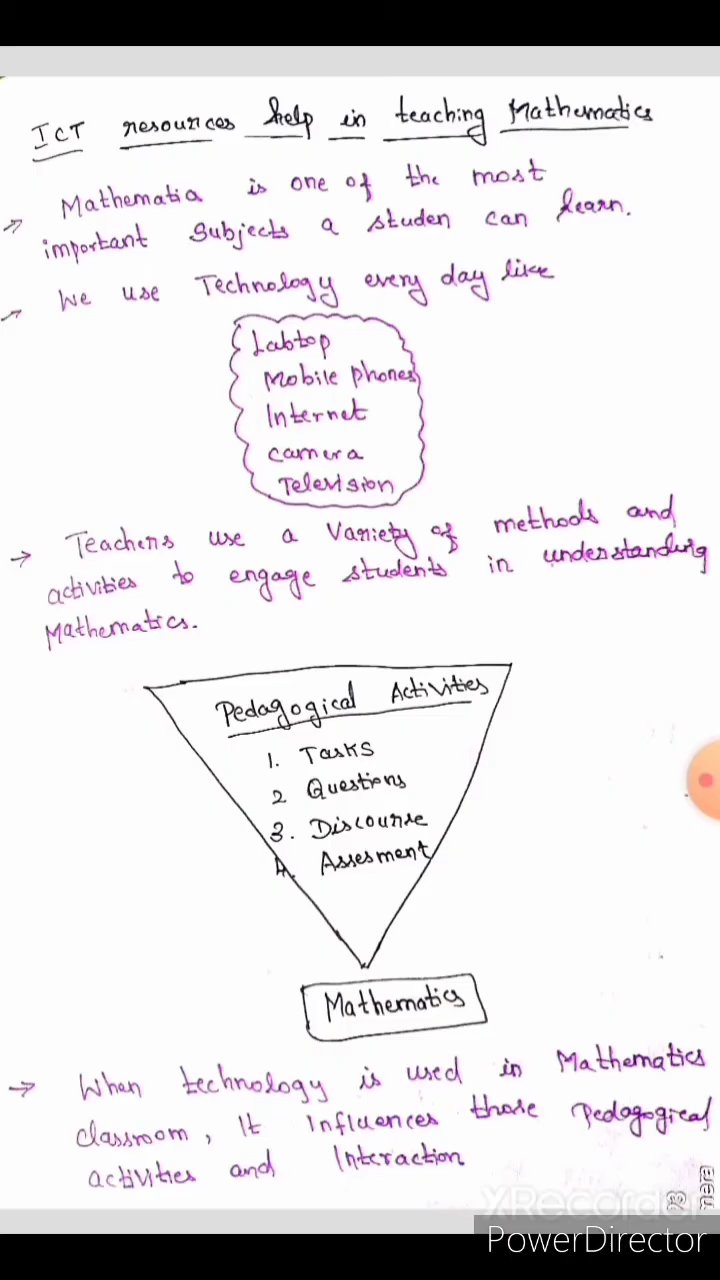 ICT resources help in teaching Mathematics
→ Mathematia is one of the most
important Subjects a studen can learn.
→ We use Technology every day like
Labtop
Mobile phones
Internet
camera
Television
→ Teachers use a Variety of methods and
activities to engage students in understanding
Mathematics.
Pedagogical Activities
1. Tasks
2 Questions
3. Discourse
4. Assesment
Mathematics
→ When technology is used in Mathematics
classroom, It Influences those Pedagogical
activities and Interaction
XRecorder
PowerDirector